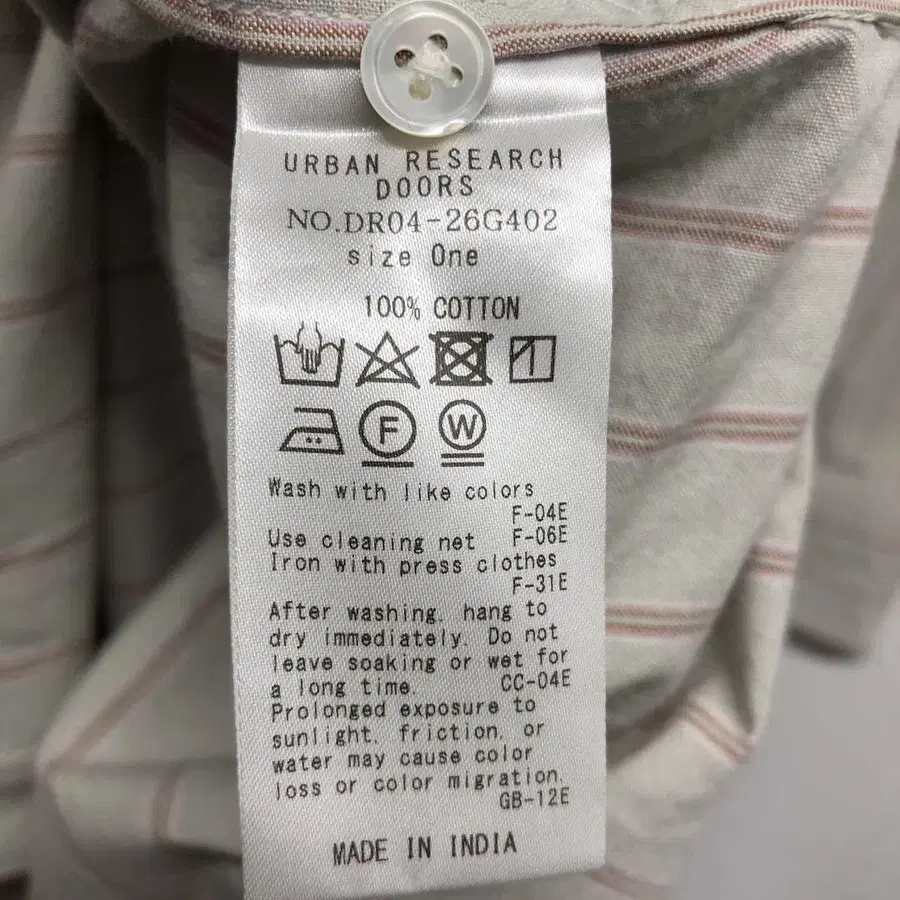 URBAN RESEARCH
DOORS
NO.DR04-26G402
size One
100% COTTON
F
W
Wash with like colors
F-04E
Use cleaning net F-06E
Iron with press clothes
F-31E
After washing, hang to
dry immediately. Do not
leave soaking or wet for
a long time. CC-04E
Prolonged exposure to
sunlight, friction, or
water may cause color
loss or color migration.
GB-12E
MADE IN INDIA